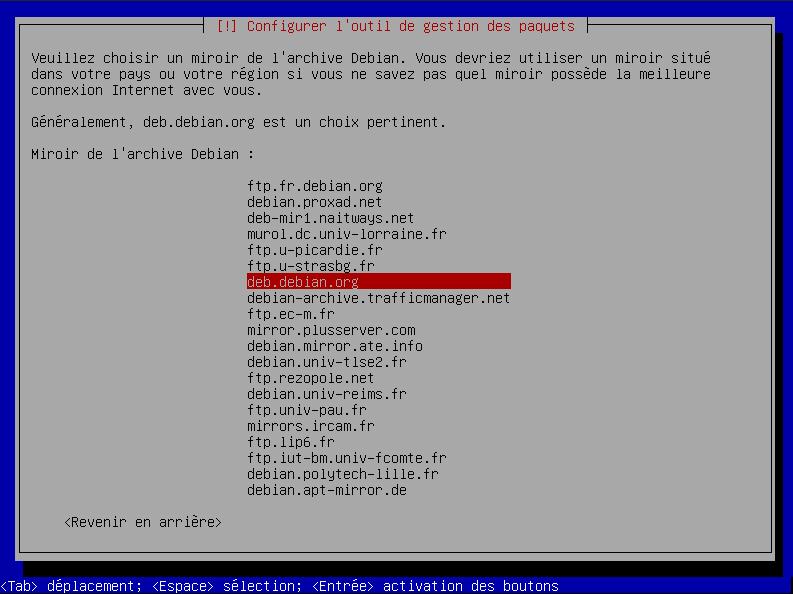 [!] Configurer l'outil de gestion des paquets
Veuillez choisir un miroir de l'archive Debian. Vous devriez utiliser un miroir situé
dans votre pays ou votre région si vous ne savez pas quel miroir possède la meilleure
connexion Internet avec vous.
Généralement, deb.debian.org est un choix pertinent.
Miroir de l'archive Debian :
ftp.fr.debian.org
debian.proxad.net
deb-mir1.naitways.net
murol.dc.univ-lorraine.fr
ftp.u-picardie.fr
ftp.u-strasbg.fr
deb.debian.org
debian-archive.trafficmanager.net
ftp.ec-m.fr
mirror.plusserver.com
debian.mirror.ate.info
debian.univ-tlse2.fr
ftp.rezopole.net
debian.univ-reims.fr
ftp.univ-pau.fr
mirrors.ircam.fr
ftp.lip6.fr
ftp.iut-bm.univ-fcomte.fr
debian.polytech-lille.fr
debian.apt-mirror.de
<Revenir en arrière>
<Tab> déplacement; <Espace> sélection; <Entrée> activation des boutons